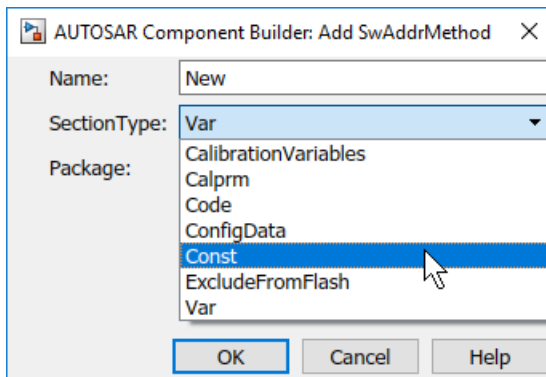 AUTOSAR Component Builder: Add SwAddrMethod
Name: New
SectionType: Var
Package:
CalibrationVariables
Calprm
Code
ConfigData
Const
ExcludeFromFlash
Var
OK Cancel Help